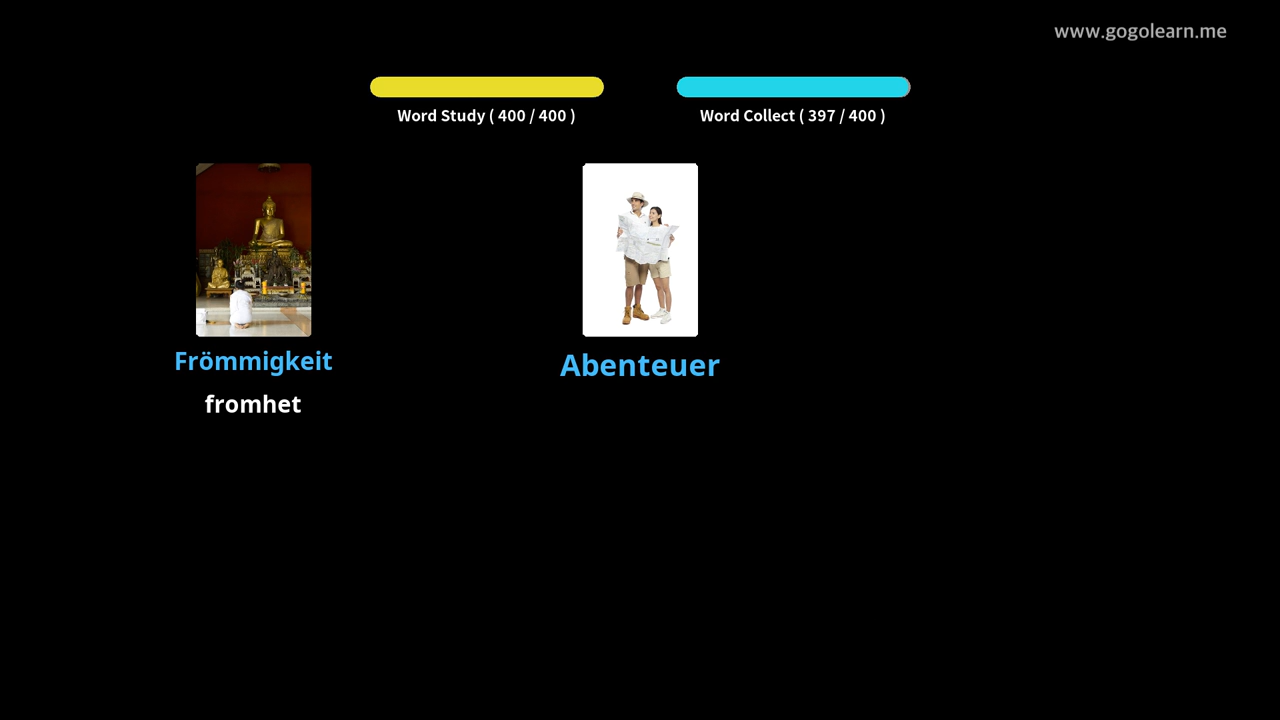 www.gogolearn.me
Word Study ( 400 / 400 )
Word Collect ( 397 / 400 )
Frömmigkeit
Abenteuer
fromhet